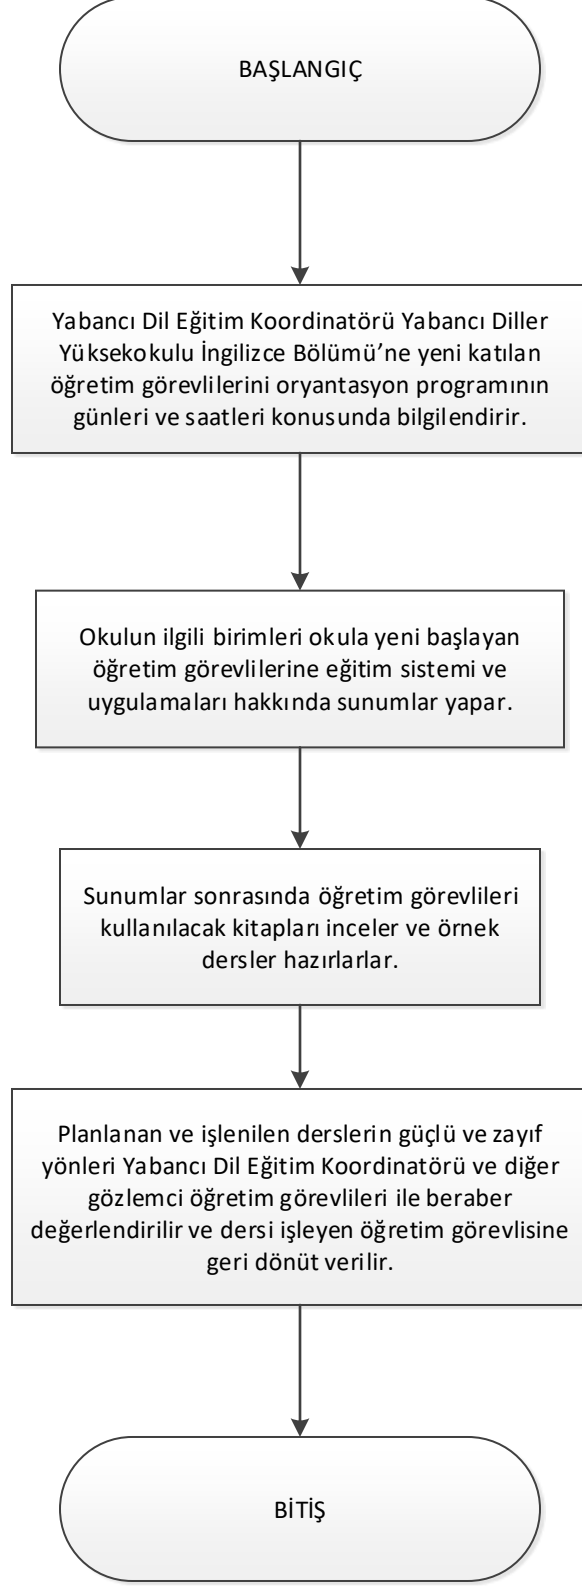 BAŞLANGIÇ
Yabancı Dil Eğitim Koordinatörü Yabancı Diller
Yüksekokulu İngilizce Bölümü’ne yeni katılan
öğretim görevlilerini oryantasyon programının
günleri ve saatleri konusunda bilgilendirir.
Okulun ilgili birimleri okula yeni başlayan
öğretim görevlilerine eğitim sistemi ve
uygulamaları hakkında sunumlar yapar.
Sunumlar sonrasında öğretim görevlileri
kullanılacak kitapları inceler ve örnek
dersler hazırlarlar.
Planlanan ve işlenilen derslerin güçlü ve zayıf
yönleri Yabancı Dil Eğitim Koordinatörü ve diğer
gözlemci öğretim görevlileri ile beraber
değerlendirilir ve dersi işleyen öğretim görevlisine
geri dönüt verilir.
BİTİŞ